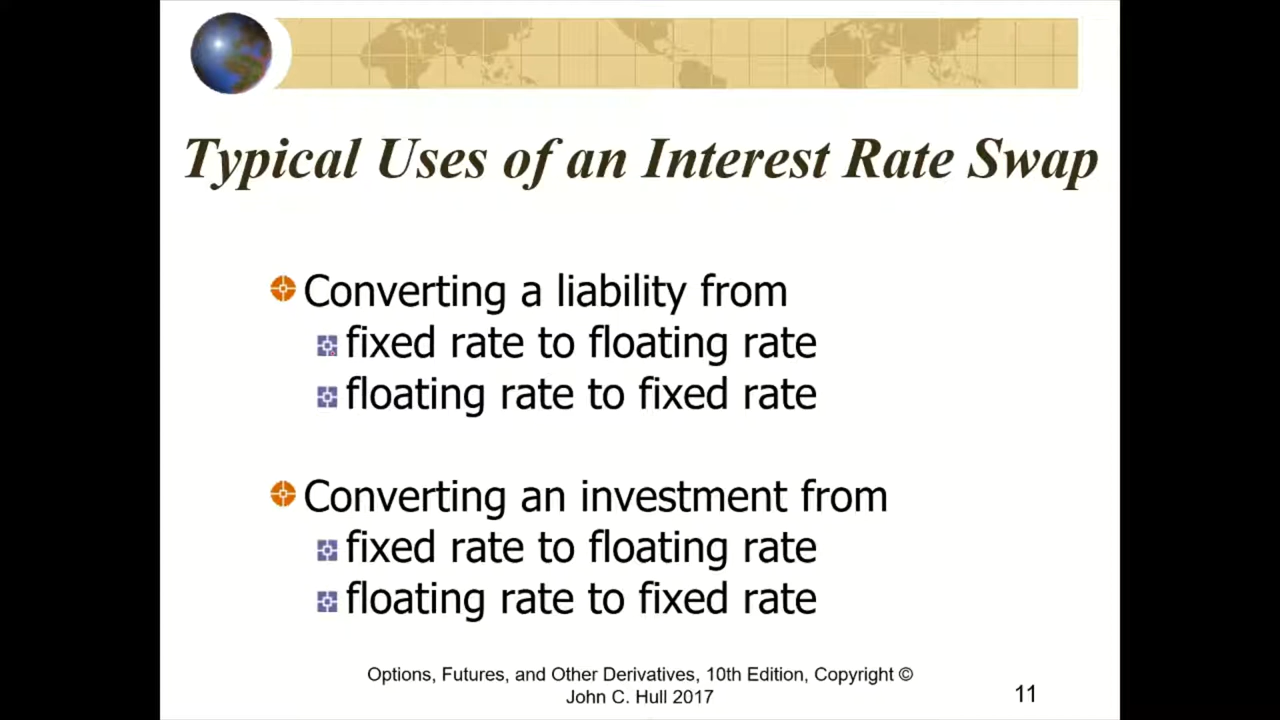 Typical Uses of an Interest Rate Swap
Converting a liability from
fixed rate to floating rate
floating rate to fixed rate
Converting an investment from
fixed rate to floating rate
floating rate to fixed rate
Options, Futures, and Other Derivatives, 10th Edition, Copyright ©
John C. Hull 2017
11